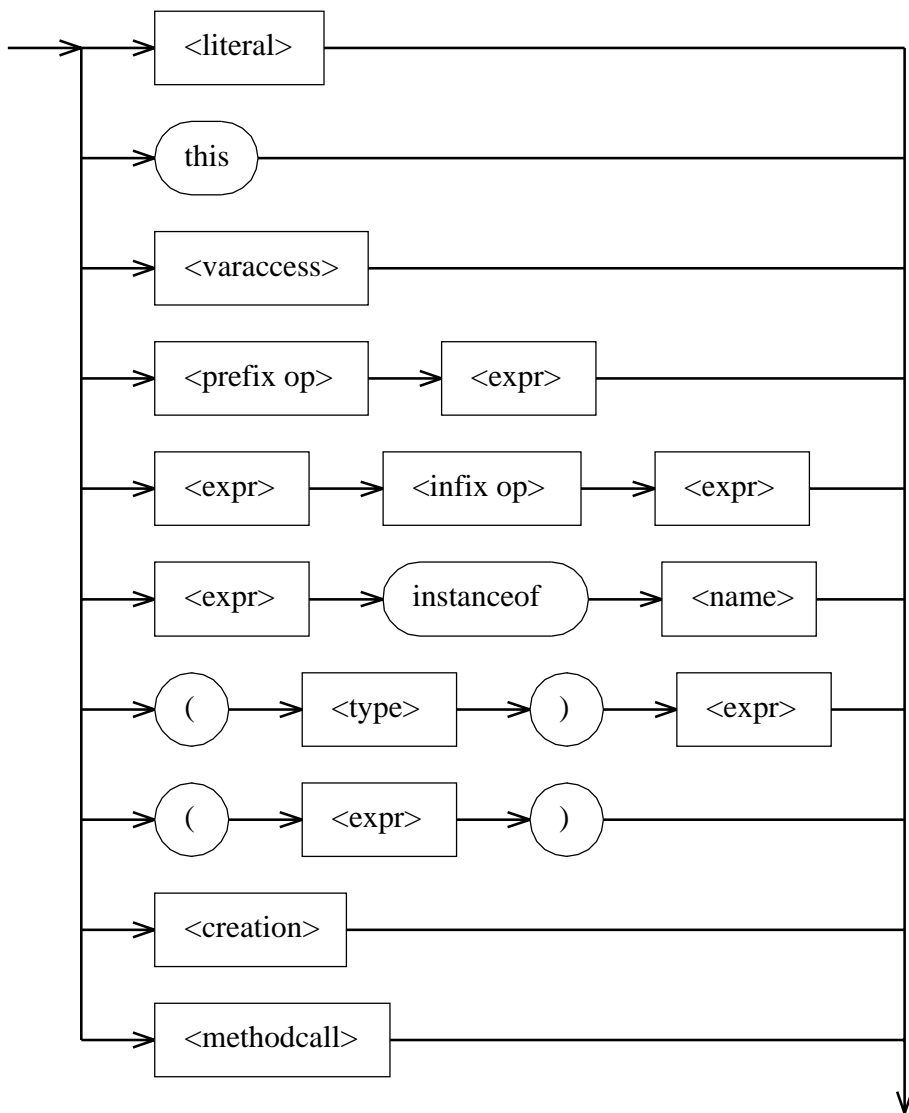 <literal>
this
<varaccess>
<prefix op> <expr>
<expr> <infix op> <expr>
<expr> instanceof <name>
( <type> ) <expr>
( <expr> )
<creation>
<methodcall>